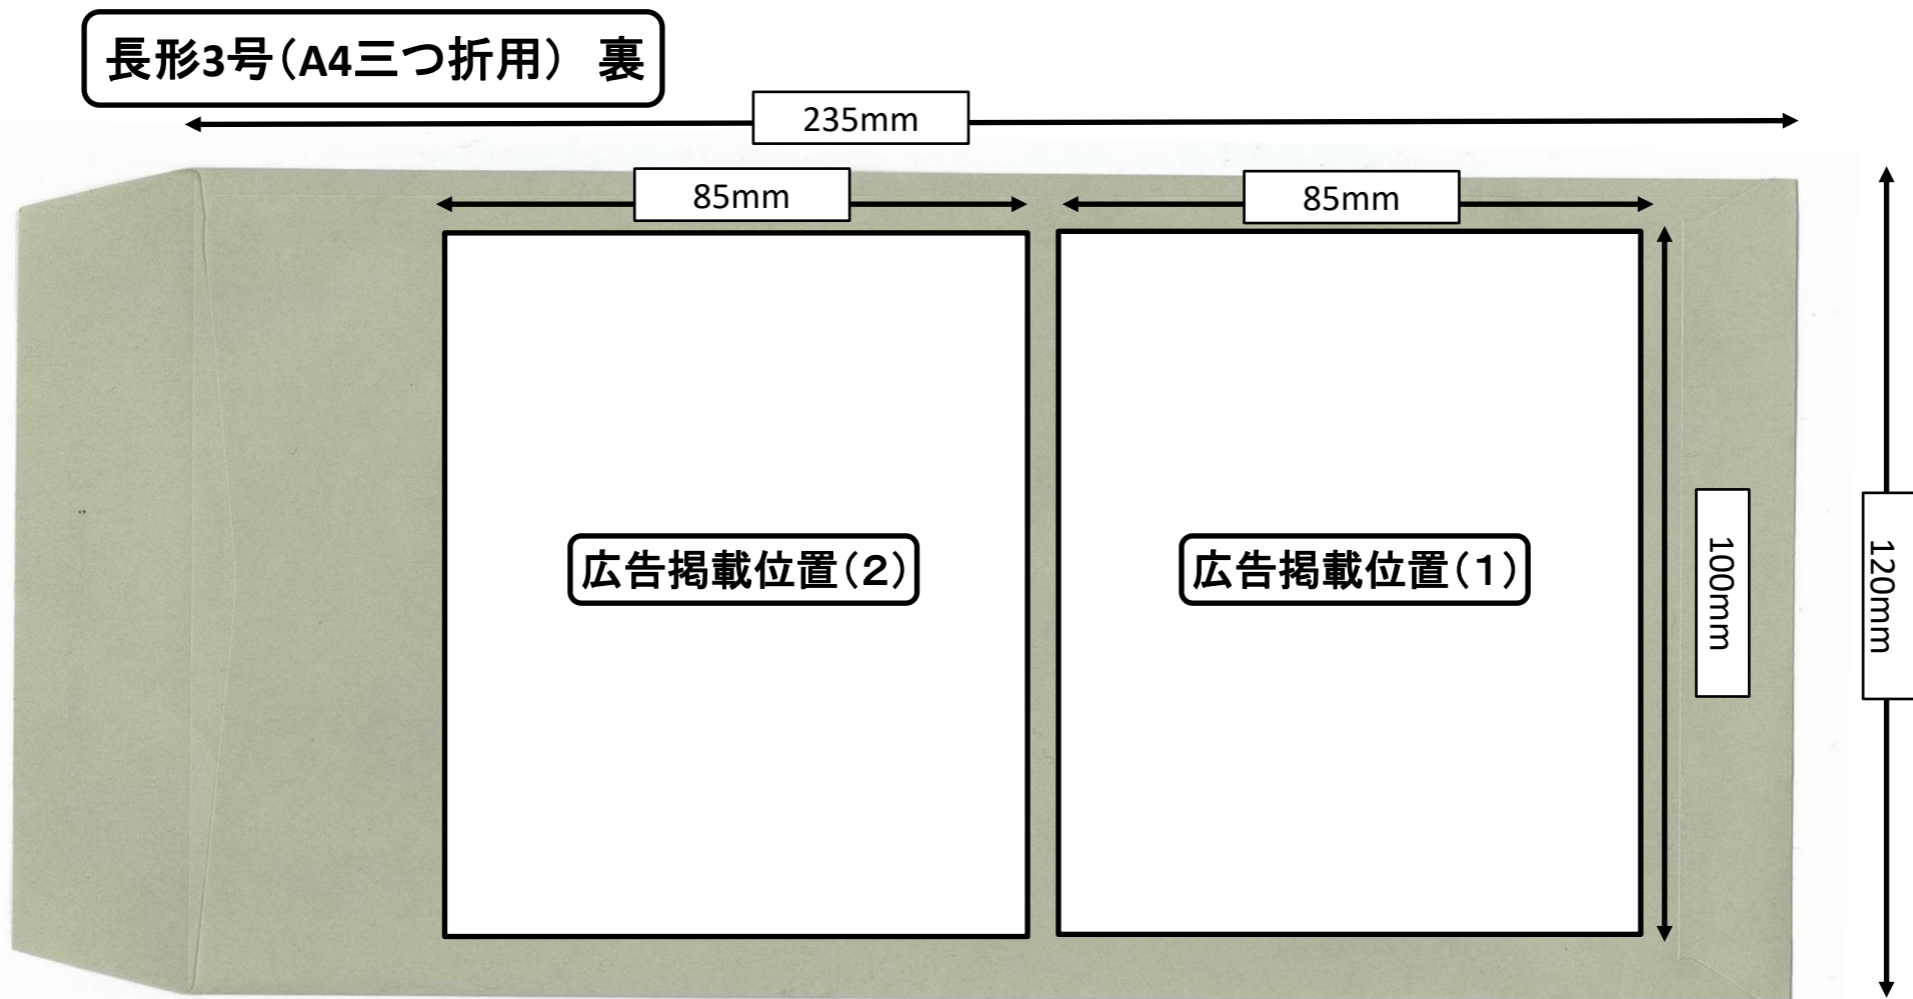 長形3号（A4三つ折用） 裏
235mm
85mm
85mm
広告掲載位置（2）
広告掲載位置（1）
100mm
120mm